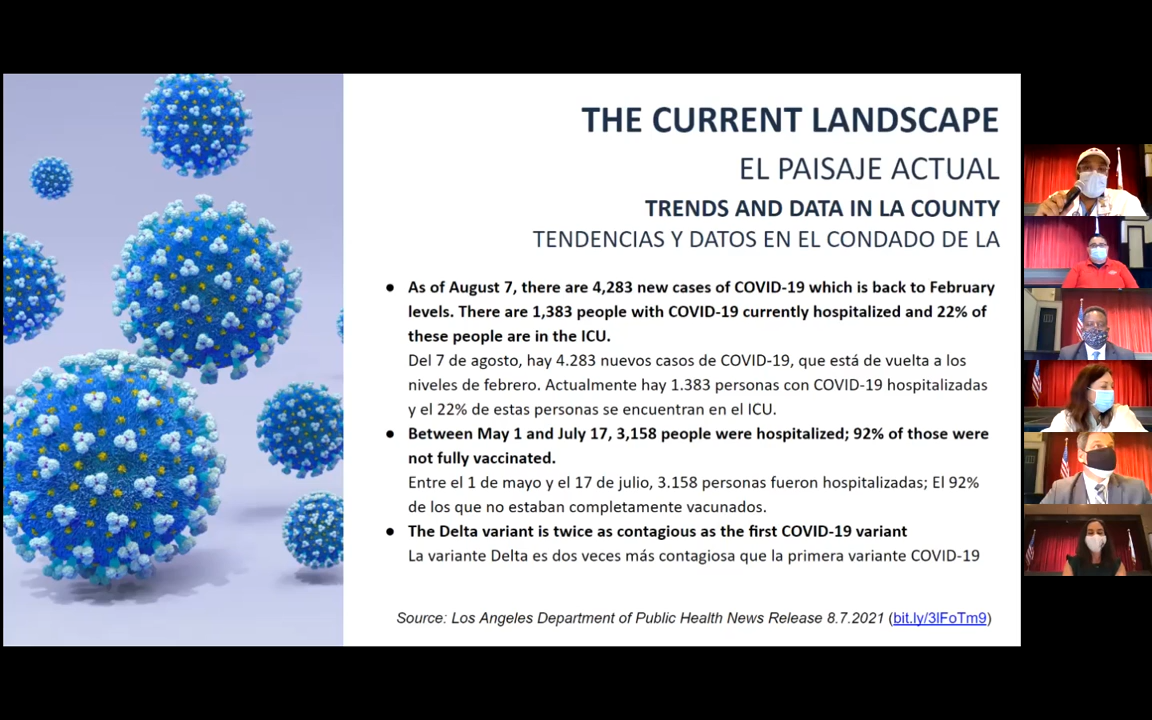 THE CURRENT LANDSCAPE
EL PAISAJE ACTUAL
TRENDS AND DATA IN LA COUNTY
TENDENCIAS Y DATOS EN EL CONDADO DE LA
● As of August 7, there are 4,283 new cases of COVID-19 which is back to February
levels. There are 1,383 people with COVID-19 currently hospitalized and 22% of
these people are in the ICU.
Del 7 de agosto, hay 4.283 nuevos casos de COVID-19, que está de vuelta a los
niveles de febrero. Actualmente hay 1.383 personas con COVID-19 hospitalizadas
y el 22% de estas personas se encuentran en el ICU.
● Between May 1 and July 17, 3,158 people were hospitalized; 92% of those were
not fully vaccinated.
Entre el 1 de mayo y el 17 de julio, 3.158 personas fueron hospitalizadas; El 92%
de los que no estaban completamente vacunados.
● The Delta variant is twice as contagious as the first COVID-19 variant
La variante Delta es dos veces más contagiosa que la primera variante COVID-19
Source: Los Angeles Department of Public Health News Release 8.7.2021 (bit.ly/3lFoTm9)